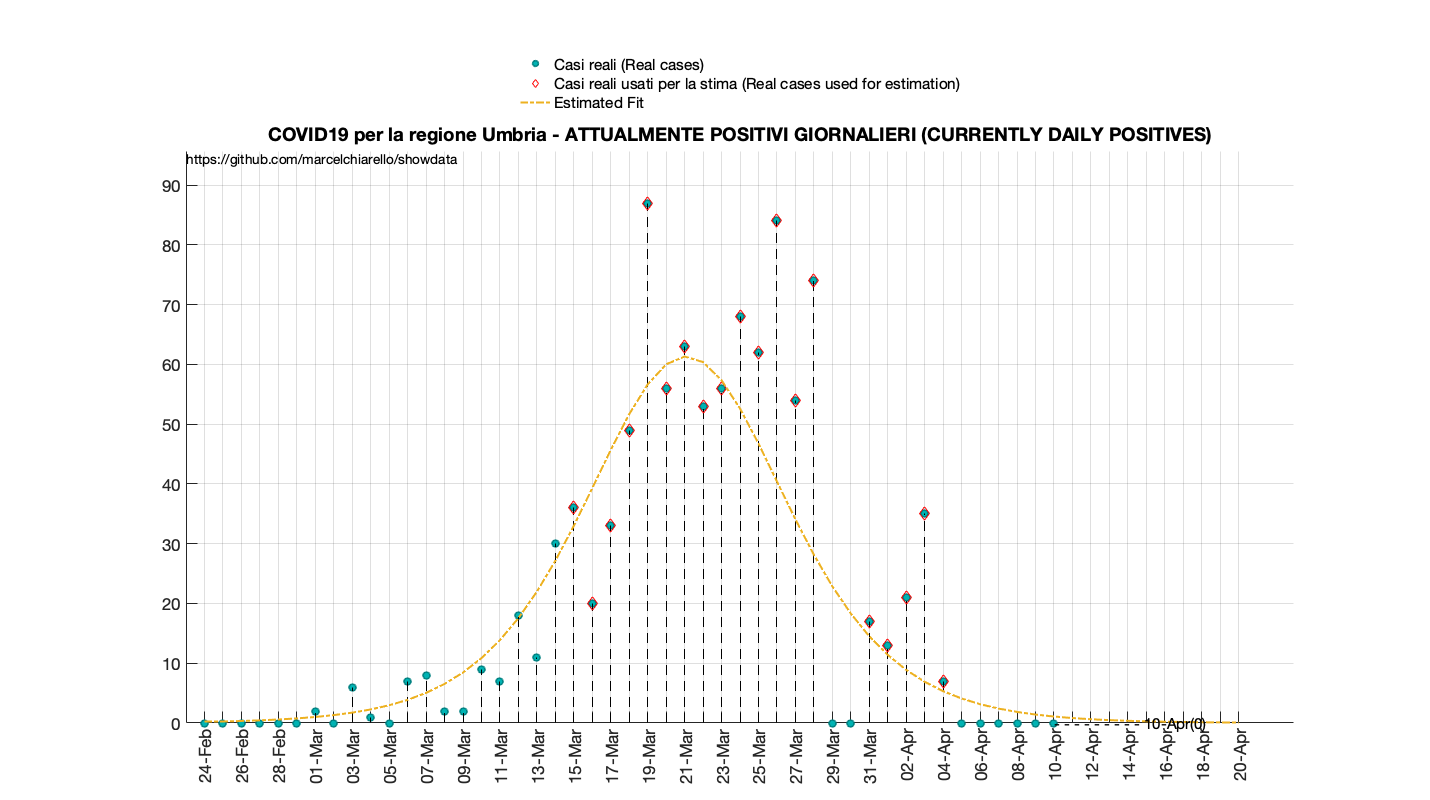 Casi reali (Real cases)
Casi reali usati per la stima (Real cases used for estimation)
Estimated Fit
COVID19 per la regione Umbria - ATTUALMENTE POSITIVI GIORNALIERI (CURRENTLY DAILY POSITIVES)
https://github.com/marcelchiarello/showdata
90
80
70
60
50
40
30
20
10
0
10-Apr(0)
24-Feb
26-Feb
28-Feb
01-Mar
03-Mar
05-Mar
07-Mar
09-Mar
11-Mar
13-Mar
15-Mar
17-Mar
19-Mar
21-Mar
23-Mar
25-Mar
27-Mar
29-Mar
31-Mar
02-Apr
04-Apr
06-Apr
08-Apr
10-Apr
12-Apr
14-Apr
16-Apr
18-Apr
20-Apr